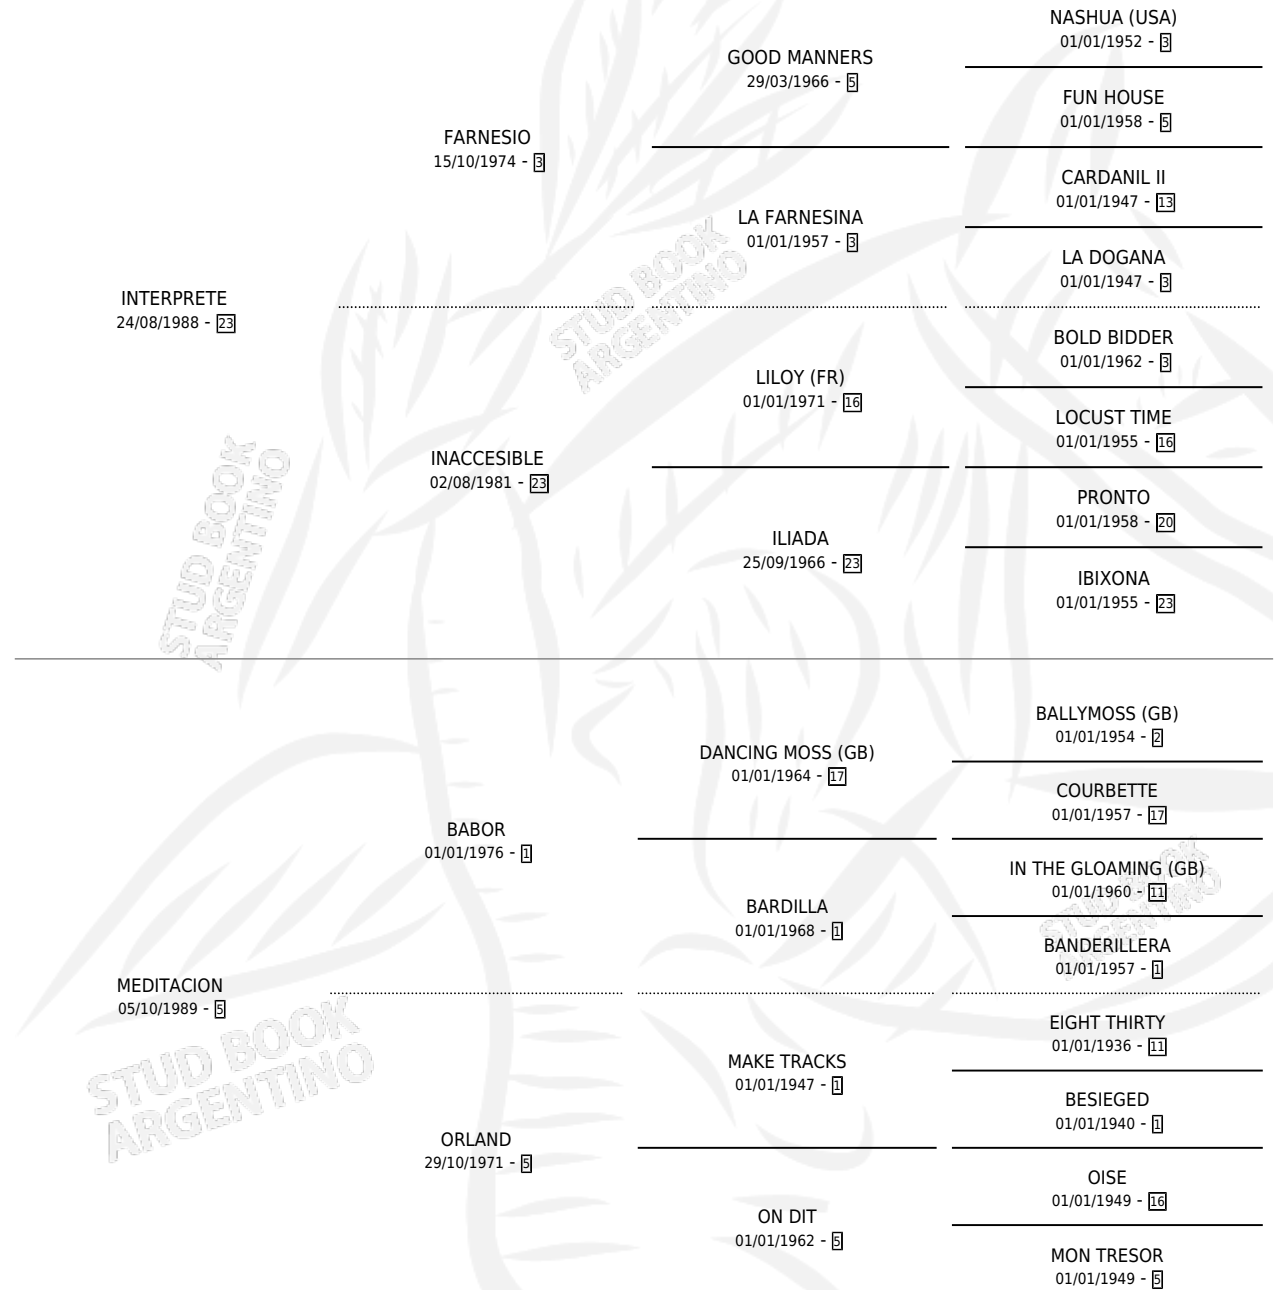 NASHUA (USA)
01/01/1952 - 3
GOOD MANNERS
29/03/1966 - 5
FUN HOUSE
01/01/1958 - 5
FARNESIO
15/10/1974 - 3
CARDANIL II
01/01/1947 - 13
LA FARNESINA
01/01/1957 - 3
LA DOGANA
01/01/1947 - 3
INTERPRETE
24/08/1988 - 23
BOLD BIDDER
01/01/1962 - 3
LILOY (FR)
01/01/1971 - 16
LOCUST TIME
01/01/1955 - 16
INACCESIBLE
02/08/1981 - 23
PRONTO
01/01/1958 - 20
ILIADA
25/09/1966 - 23
IBIXONA
01/01/1955 - 23
STUD BOOK
ARGENTINO
STUD BOOK
ARGENTINO
BALLYMOSS (GB)
01/01/1954 - 2
DANCING MOSS (GB)
01/01/1964 - 17
COURBETTE
01/01/1957 - 17
BABOR
01/01/1976 - 1
IN THE GLOAMING (GB)
01/01/1960 - 11
BARDILLA
01/01/1968 - 1
BANDERILLERA
01/01/1957 - 1
MEDITACION
05/10/1989 - 5
EIGHT THIRTY
01/01/1936 - 11
MAKE TRACKS
01/01/1947 - 1
BESIEGED
01/01/1940 - 1
ORLAND
29/10/1971 - 5
OISE
01/01/1949 - 16
ON DIT
01/01/1962 - 5
MON TRESOR
01/01/1949 - 5
STUD BOOK
ARGENTINO
STUD BOOK
ARGENTINO